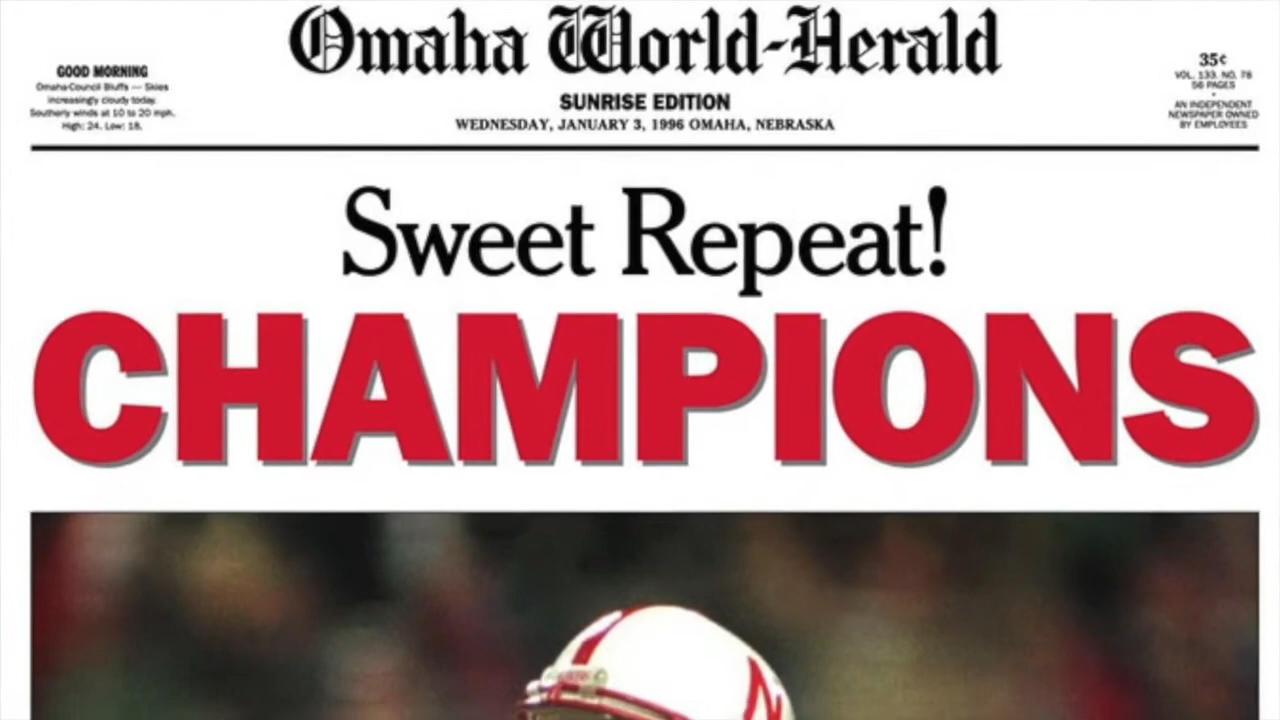 Omaha World-Herald
GOOD MORNING
Omaha-Council Bluffs — Skies
increasingly cloudy today.
Southerly winds at 10 to 20 mph.
High: 24. Low: 18.
SUNRISE EDITION
WEDNESDAY, JANUARY 3, 1996 OMAHA, NEBRASKA
35¢
VOL. 133. NO. 78
56 PAGES
•
AN INDEPENDENT
NEWSPAPER OWNED
BY EMPLOYEES
Sweet Repeat!
CHAMPIONS
N